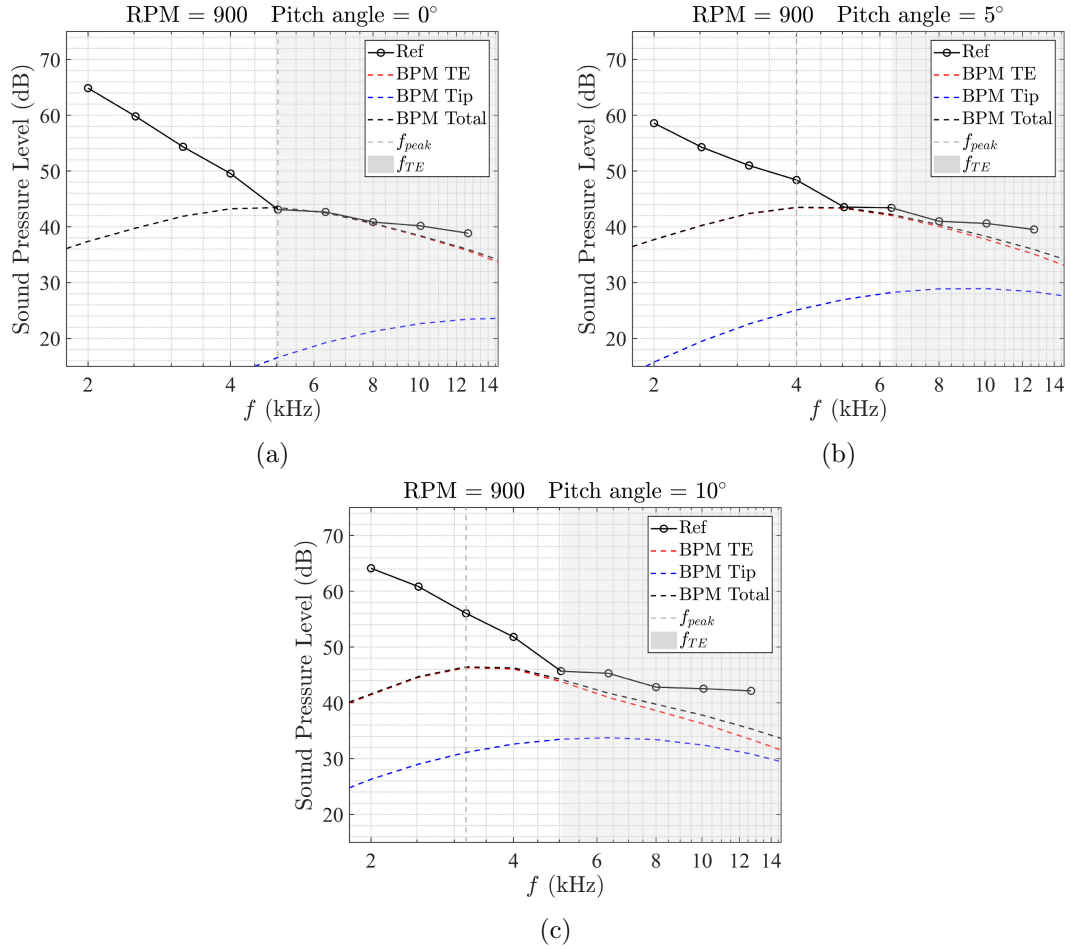 RPM = 900 Pitch angle = 0°
Sound Pressure Level (dB)
70
60
50
40
30
20
Ref
BPM TE
BPM Tip
BPM Total
f_peak
f_TE
2 4 6 8 10 12 14
f (kHz)
(a)
RPM = 900 Pitch angle = 5°
Sound Pressure Level (dB)
70
60
50
40
30
20
Ref
BPM TE
BPM Tip
BPM Total
f_peak
f_TE
2 4 6 8 10 12 14
f (kHz)
(b)
RPM = 900 Pitch angle = 10°
Sound Pressure Level (dB)
70
60
50
40
30
20
Ref
BPM TE
BPM Tip
BPM Total
f_peak
f_TE
2 4 6 8 10 12 14
f (kHz)
(c)